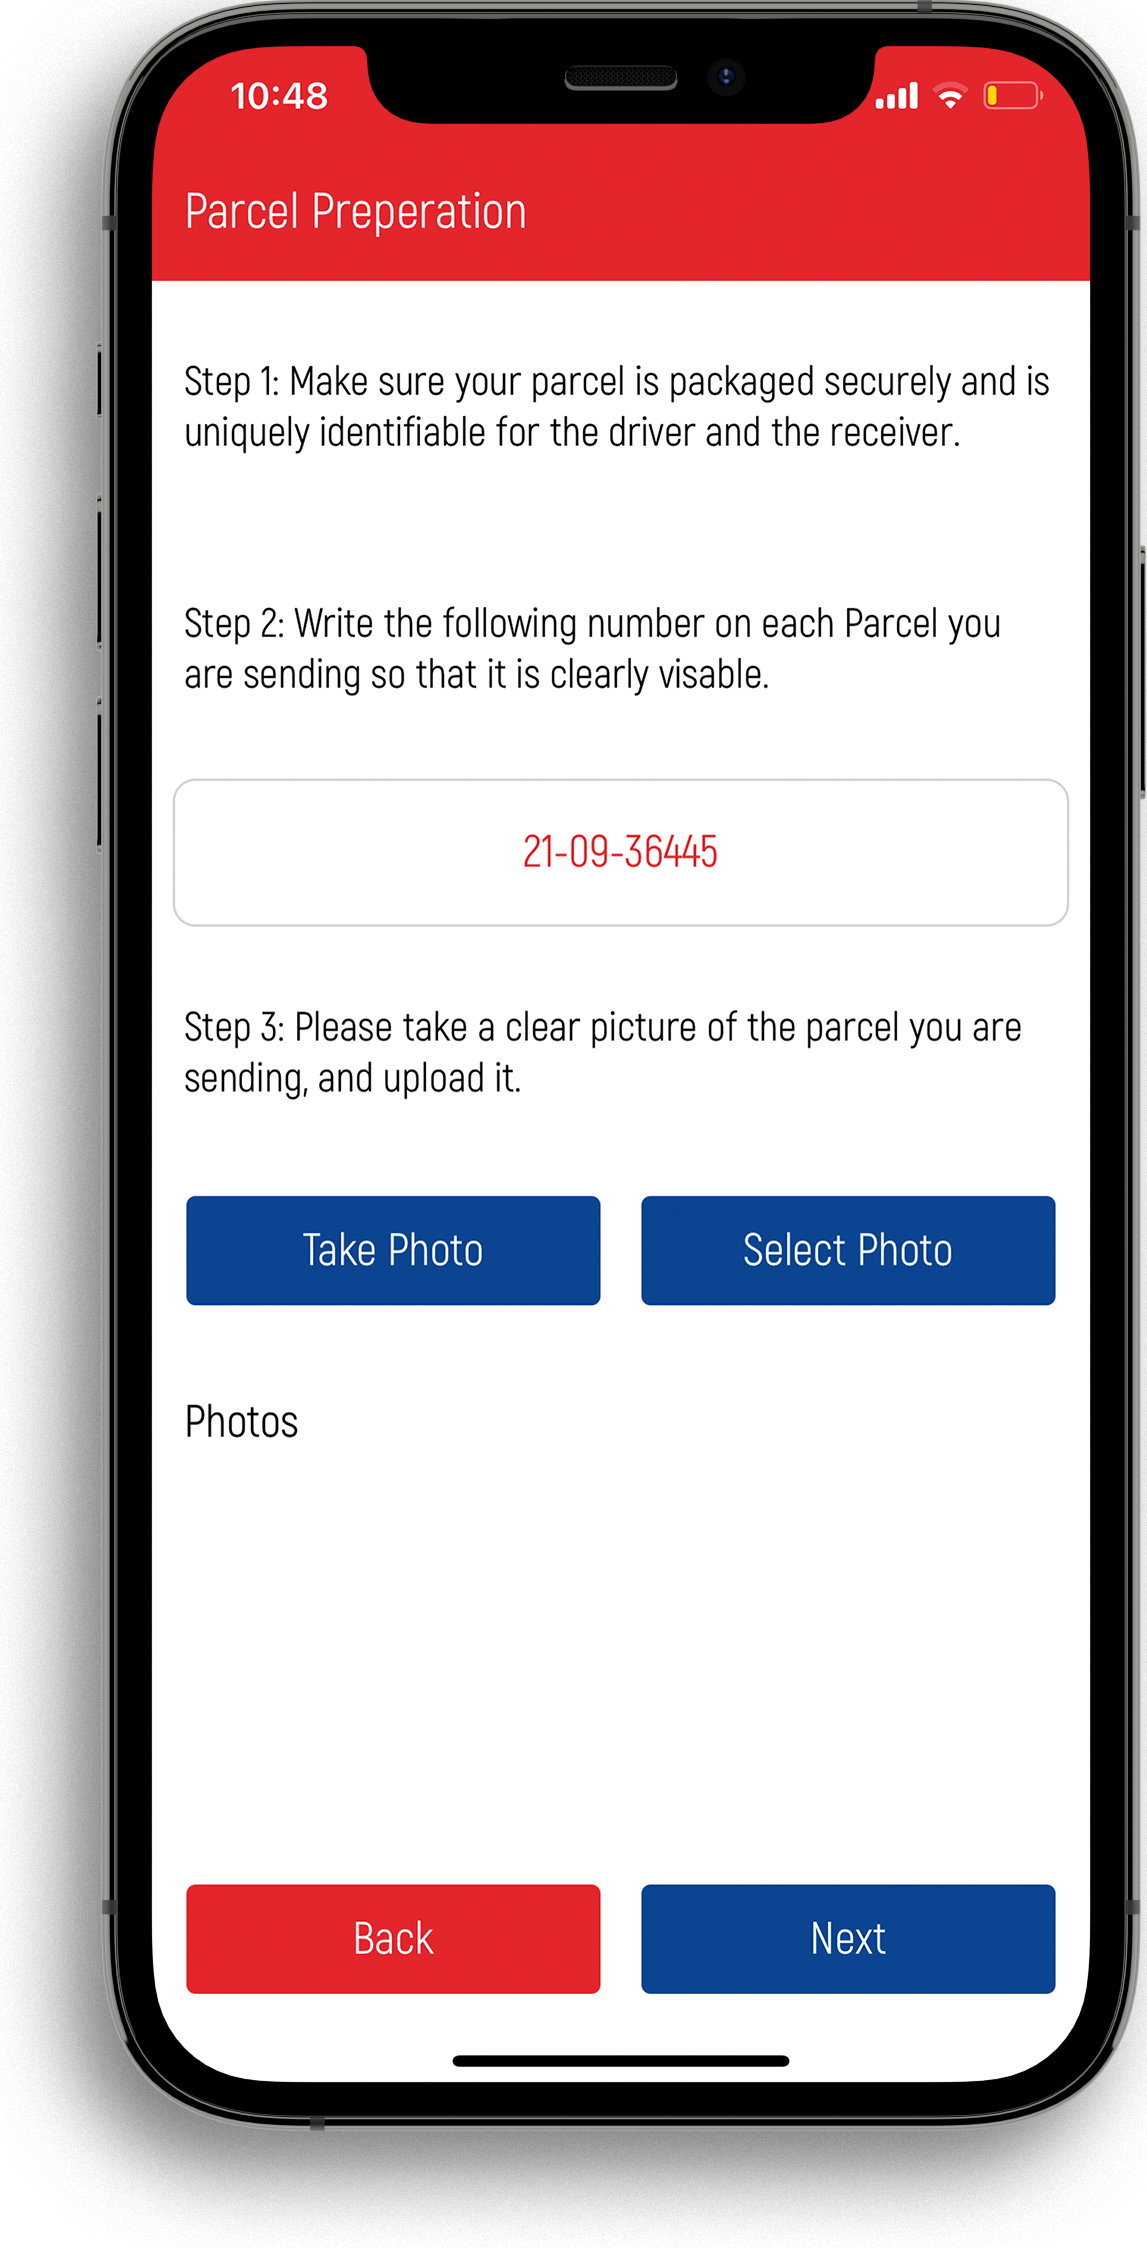 10:48
Parcel Preperation
Step 1: Make sure your parcel is packaged securely and is
uniquely identifiable for the driver and the receiver.
Step 2: Write the following number on each Parcel you
are sending so that it is clearly visable.
21-09-36445
Step 3: Please take a clear picture of the parcel you are
sending, and upload it.
Take Photo
Select Photo
Photos
Back
Next